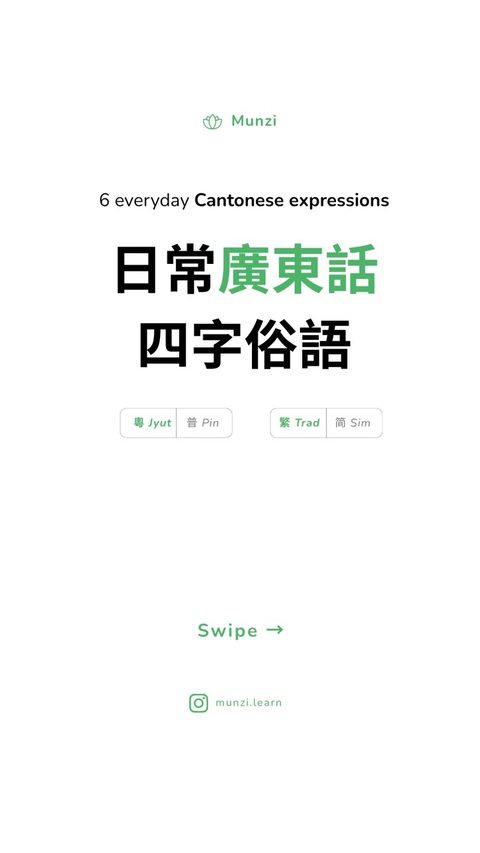 Munzi
6 everyday Cantonese expressions
日常廣東話
四字俗語
粵 Jyut 普 Pin 繁 Trad 简 Sim
Swipe →
munzi.learn